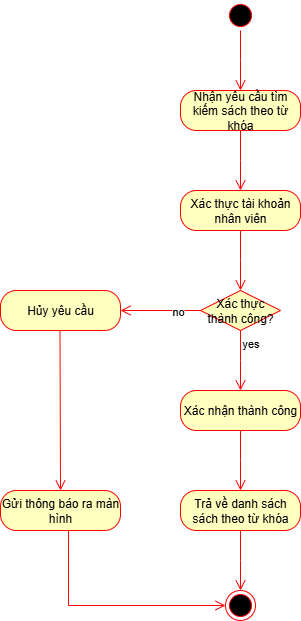 Nhận yêu cầu tìm
kiếm sách theo từ
khóa
Xác thực tài khoản
nhân viên
Xác thực
thành công?
no
yes
Hủy yêu cầu
Xác nhận thành công
Gửi thông báo ra màn
hình
Trả về danh sách
sách theo từ khóa